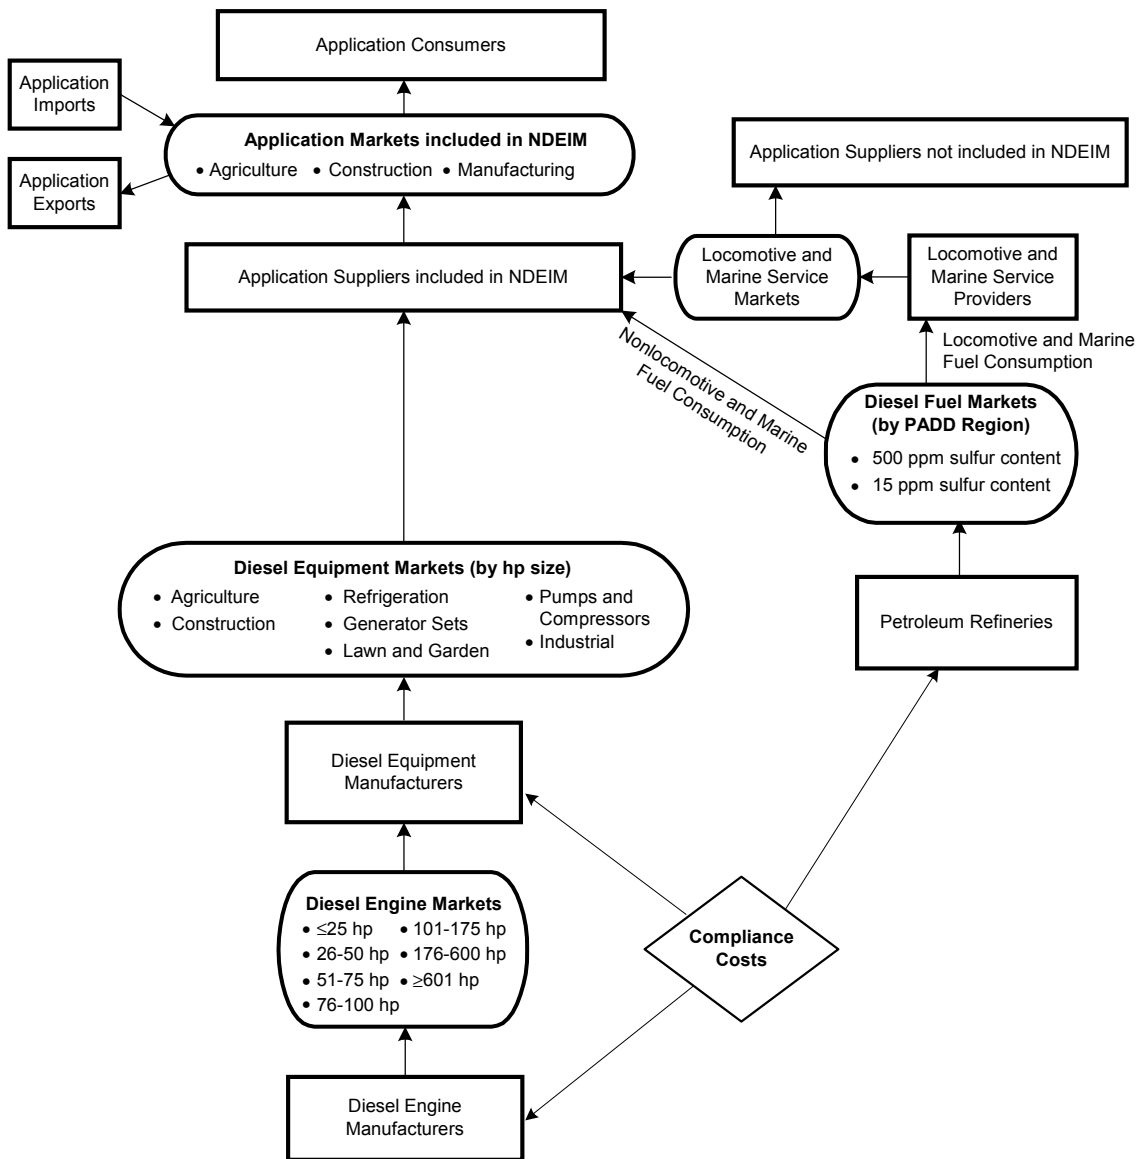 Application Consumers
Application
Imports
Application Markets included in NDEIM
• Agriculture • Construction • Manufacturing
Application
Exports
Application Suppliers not included in NDEIM
Application Suppliers included in NDEIM
Locomotive and
Marine Service
Markets
Locomotive and
Marine Service
Providers
Locomotive and Marine
Fuel Consumption
Nonlocomotive and Marine
Fuel Consumption
Diesel Fuel Markets
(by PADD Region)
• 500 ppm sulfur content
• 15 ppm sulfur content
Diesel Equipment Markets (by hp size)
• Agriculture
• Construction
• Refrigeration
• Generator Sets
• Lawn and Garden
• Pumps and
Compressors
• Industrial
Petroleum Refineries
Diesel Equipment
Manufacturers
Diesel Engine Markets
• ≤25 hp
• 26-50 hp
• 51-75 hp
• 76-100 hp
• 101-175 hp
• 176-600 hp
• ≥601 hp
Compliance
Costs
Diesel Engine
Manufacturers